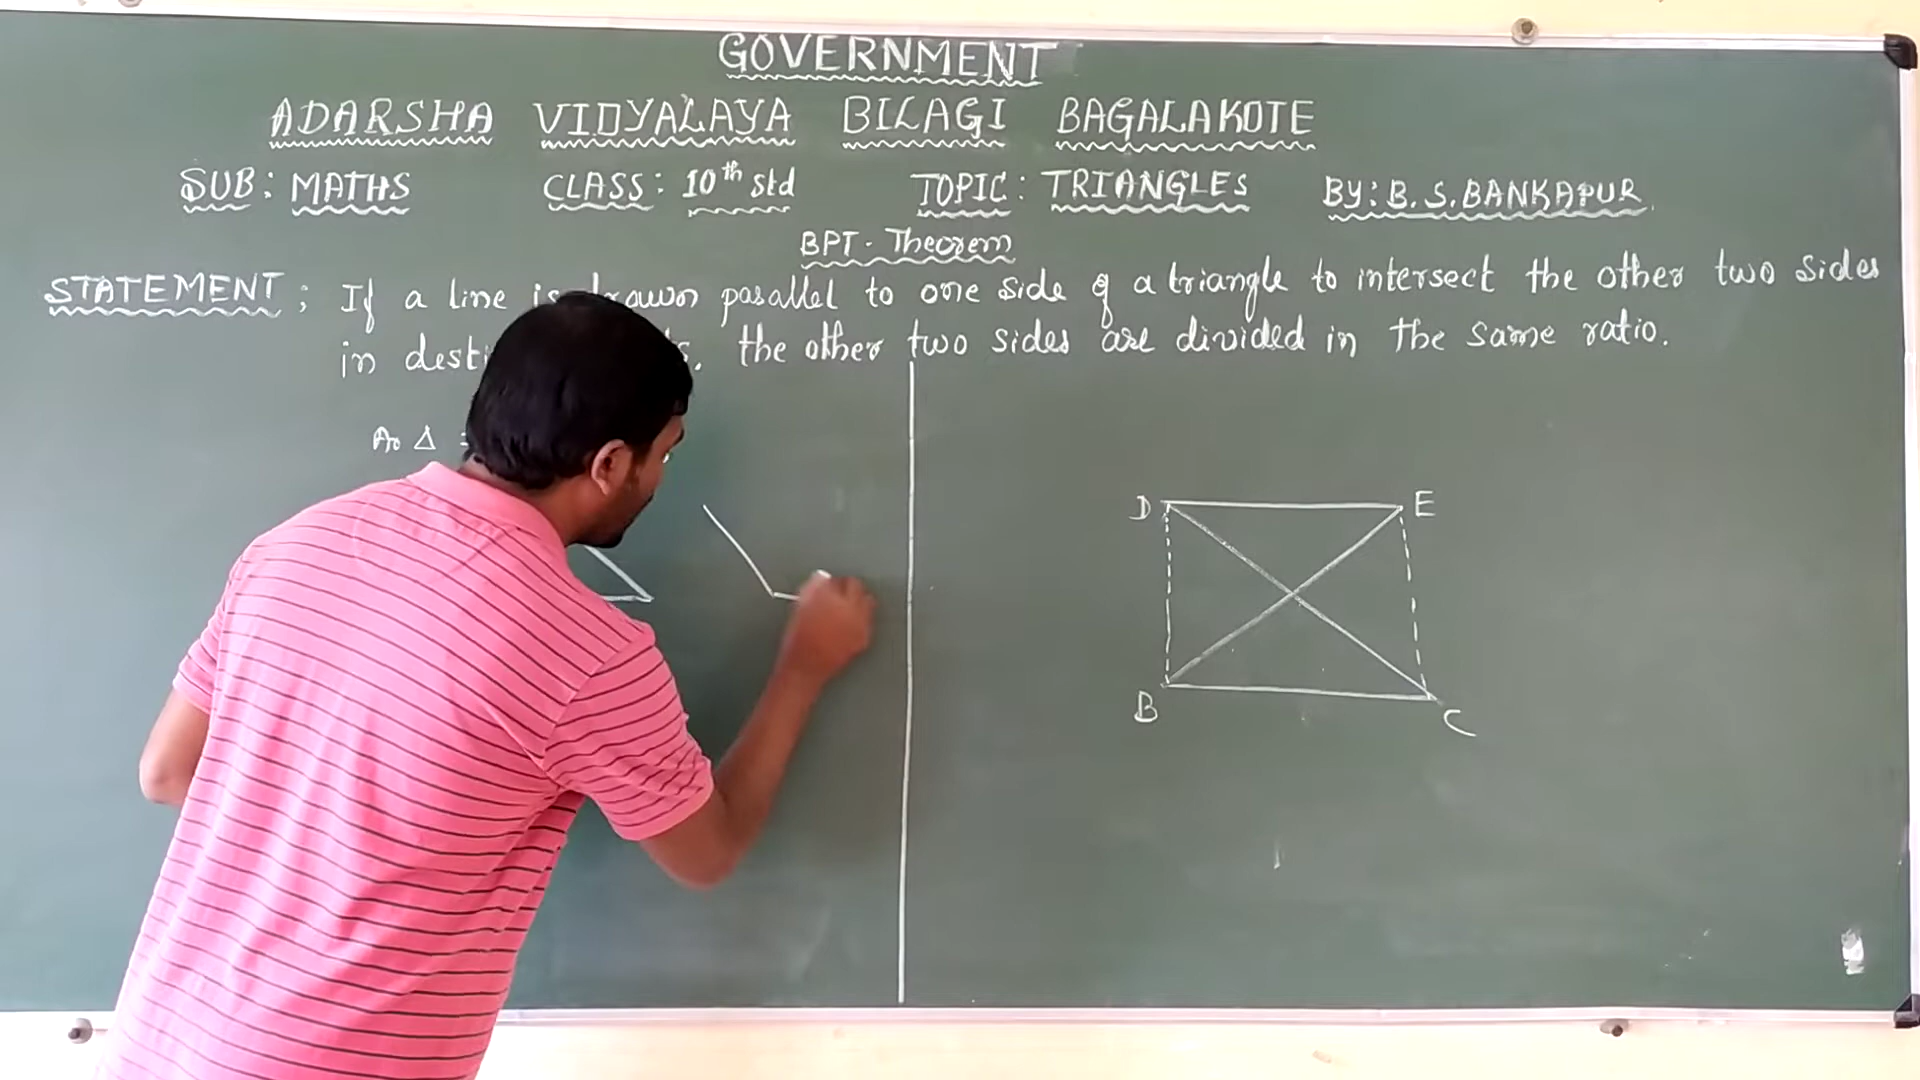 GOVERNMENT
ADARSHA VIDYALAYA BILAGI BAGALAKOTE
SUB: MATHS CLASS: 10th std TOPIC: TRIANGLES BY: B. S. BANKAPUR.
BPT - Theorem
STATEMENT; If a line is drawn parallel to one side of a triangle to intersect the other two sides
in the other two sides are divided in the same ratio.
D E
B C